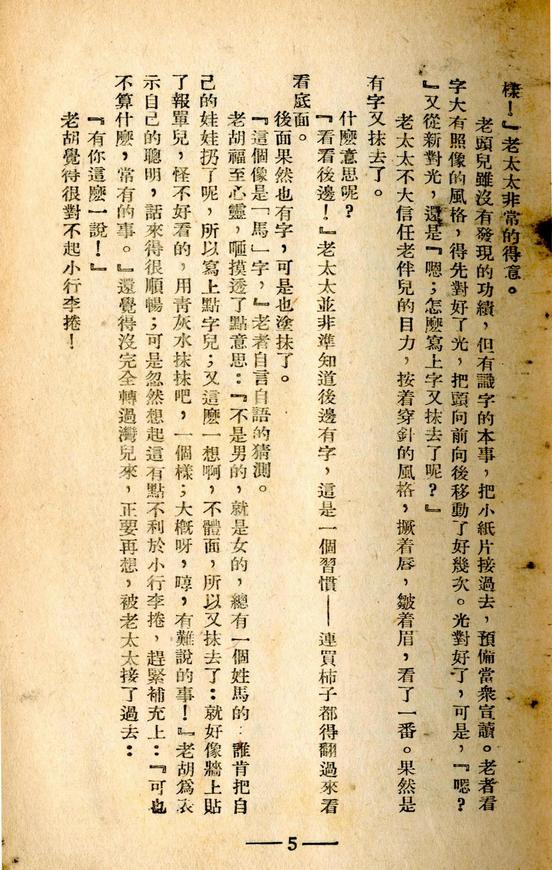 樣！』老太太非常的得意。
老頭兒雖沒有發現的功績，但有識字的本事，把小紙片接過去，預備當衆宣讀。老者看
字大有照像的風格，得先對好了光，把頭向前向後移動了好幾次。光對好了，可是，『嗯？
』又從新對光，還是『嗯；怎麼寫上字又抹去了呢？』
老太太不大信任老伴兒的目力，按着穿針的風格，撅着唇，皺着眉，看了一番。果然是
有字又抹去了。
什麼意思呢？
『看看後邊！』老太太並非準知道後邊有字，這是一個習慣——連買柿子都得翻過來看
看底面。
後面果然也有字，可是也塗抹了。
『這個像是「馬」字，』老者自言自語的猜測。
老胡福至心靈，咂摸透了點意思：『不是男的，就是女的，總有一個姓馬的：誰肯把自
己的娃娃扔了呢，所以寫上點字兒；又這麼一想啊，不體面，所以又抹去了：就好像牆上貼
了報單兒，怪不好看的，用青灰水抹抹吧，一個樣；大概呀，哼，有難說的事！』老胡爲表
示自己的聰明，話來得很順暢；可是忽然想起這有點不利於小行李捲，趕緊補充上：『可也
不算什麼，常有的事。』還覺得沒完全轉過灣兒來，正要再想，被老太太接了過去：
『有你這麼一說！』
老胡覺得很對不起小行李捲！
—5—